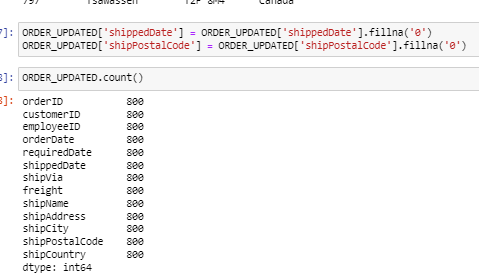 797 Tsawassen T2F 8M4 Canada
7]: ORDER_UPDATED['shippedDate'] = ORDER_UPDATED['shippedDate'].fillna('0')
ORDER_UPDATED['shipPostalCode'] = ORDER_UPDATED['shipPostalCode'].fillna('0')
8]: ORDER_UPDATED.count()
8]: orderID 800
customerID 800
employeeID 800
orderDate 800
requiredDate 800
shippedDate 800
shipVia 800
freight 800
shipName 800
shipAddress 800
shipCity 800
shipPostalCode 800
shipCountry 800
dtype: int64